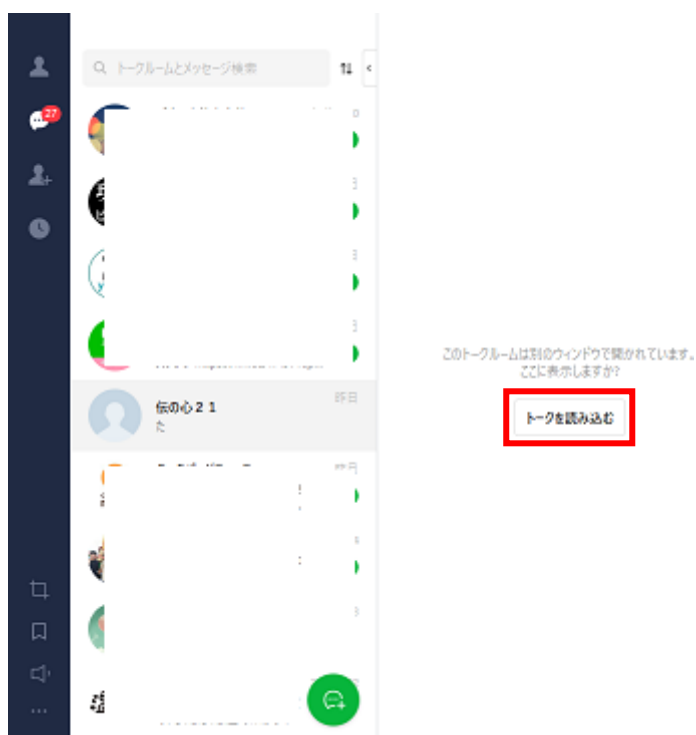 トークルームとメッセージ検索
27
伝の心21
昨日
た
このトークルームは別のウィンドウで開かれています。
ここに表示しますか?
トークを読み込む